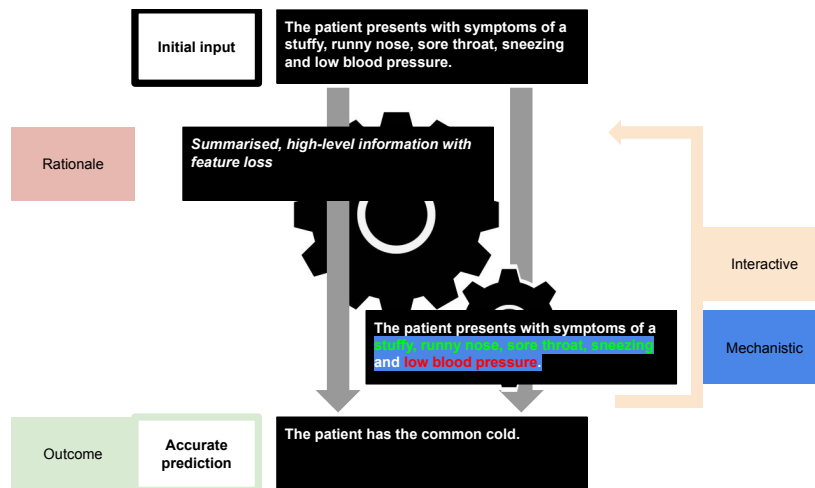 Initial input
The patient presents with symptoms of a
stuffy, runny nose, sore throat, sneezing
and low blood pressure.
Rationale
Summarised, high-level information with
feature loss
Interactive
The patient presents with symptoms of a
stuffy, runny nose, sore throat, sneezing
and low blood pressure.
Mechanistic
Outcome
Accurate
prediction
The patient has the common cold.